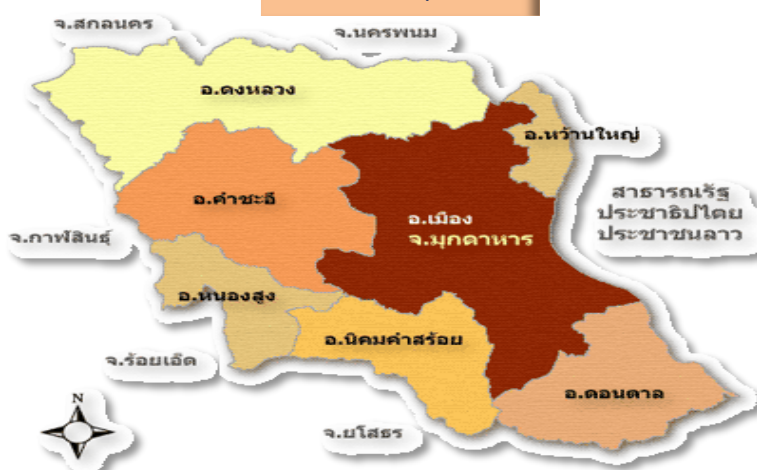 จ.สกลนคร
จ.นครพนม
อ.ดงหลวง
อ.หว้านใหญ่
อ.คำชะอี
อ.เมือง
จ.มุกดาหาร
สาธารณรัฐ
ประชาธิปไตย
ประชาชนลาว
จ.กาฬสินธุ์
อ.หนองสูง
อ.นิคมคำสร้อย
จ.ร้อยเอ็ด
อ.ดอนตาล
N
จ.ยโสธร